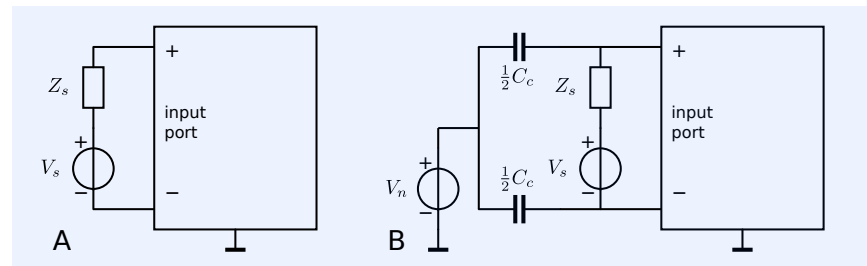 +
Z_s
input
port
+
V_s
−
−
A
½C_c
+
Z_s
input
port
+
V_s
−
−
½C_c
+
V_n
−
B